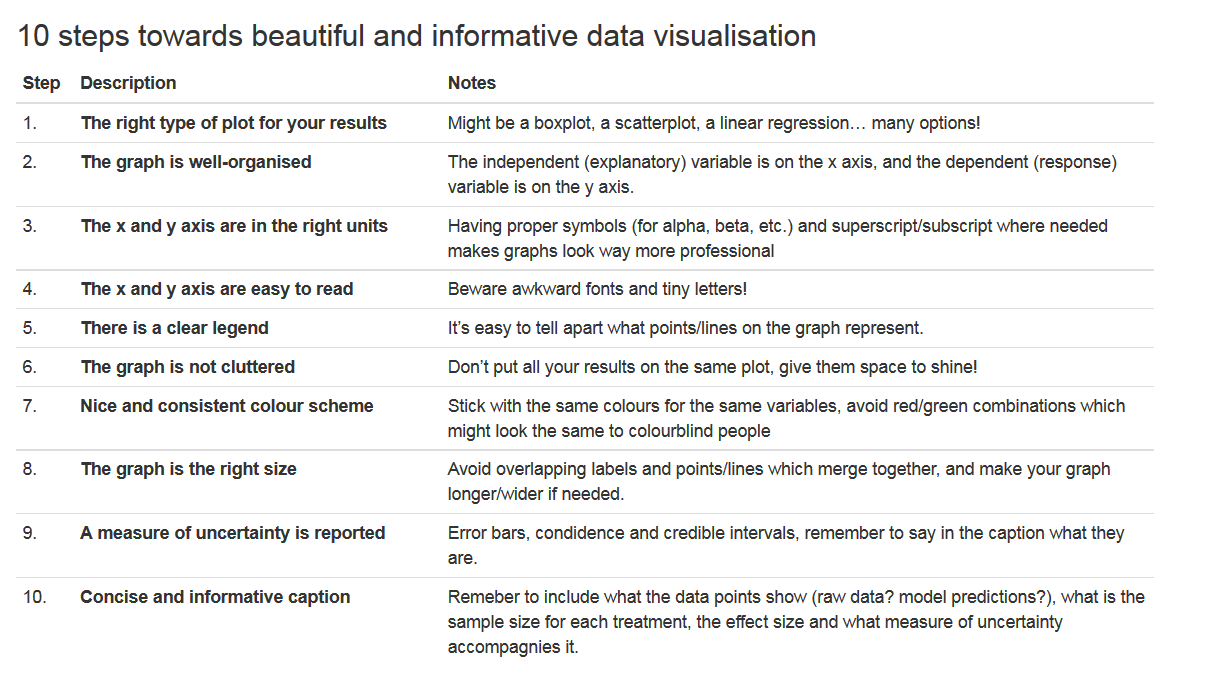 10 steps towards beautiful and informative data visualisation
Step Description Notes
1. The right type of plot for your results Might be a boxplot, a scatterplot, a linear regression… many options!
2. The graph is well-organised The independent (explanatory) variable is on the x axis, and the dependent (response)
variable is on the y axis.
3. The x and y axis are in the right units Having proper symbols (for alpha, beta, etc.) and superscript/subscript where needed
makes graphs look way more professional
4. The x and y axis are easy to read Beware awkward fonts and tiny letters!
5. There is a clear legend It’s easy to tell apart what points/lines on the graph represent.
6. The graph is not cluttered Don’t put all your results on the same plot, give them space to shine!
7. Nice and consistent colour scheme Stick with the same colours for the same variables, avoid red/green combinations which
might look the same to colourblind people
8. The graph is the right size Avoid overlapping labels and points/lines which merge together, and make your graph
longer/wider if needed.
9. A measure of uncertainty is reported Error bars, condidence and credible intervals, remember to say in the caption what they
are.
10. Concise and informative caption Remeber to include what the data points show (raw data? model predictions?), what is the
sample size for each treatment, the effect size and what measure of uncertainty
accompagnies it.